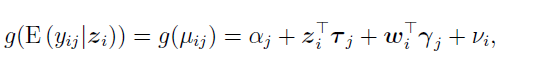 g(E (y_{ij}|z_i)) = g(μ_{ij}) = α_j + z_i^⊤ τ_j + w_i^⊤ γ_j + ν_i,